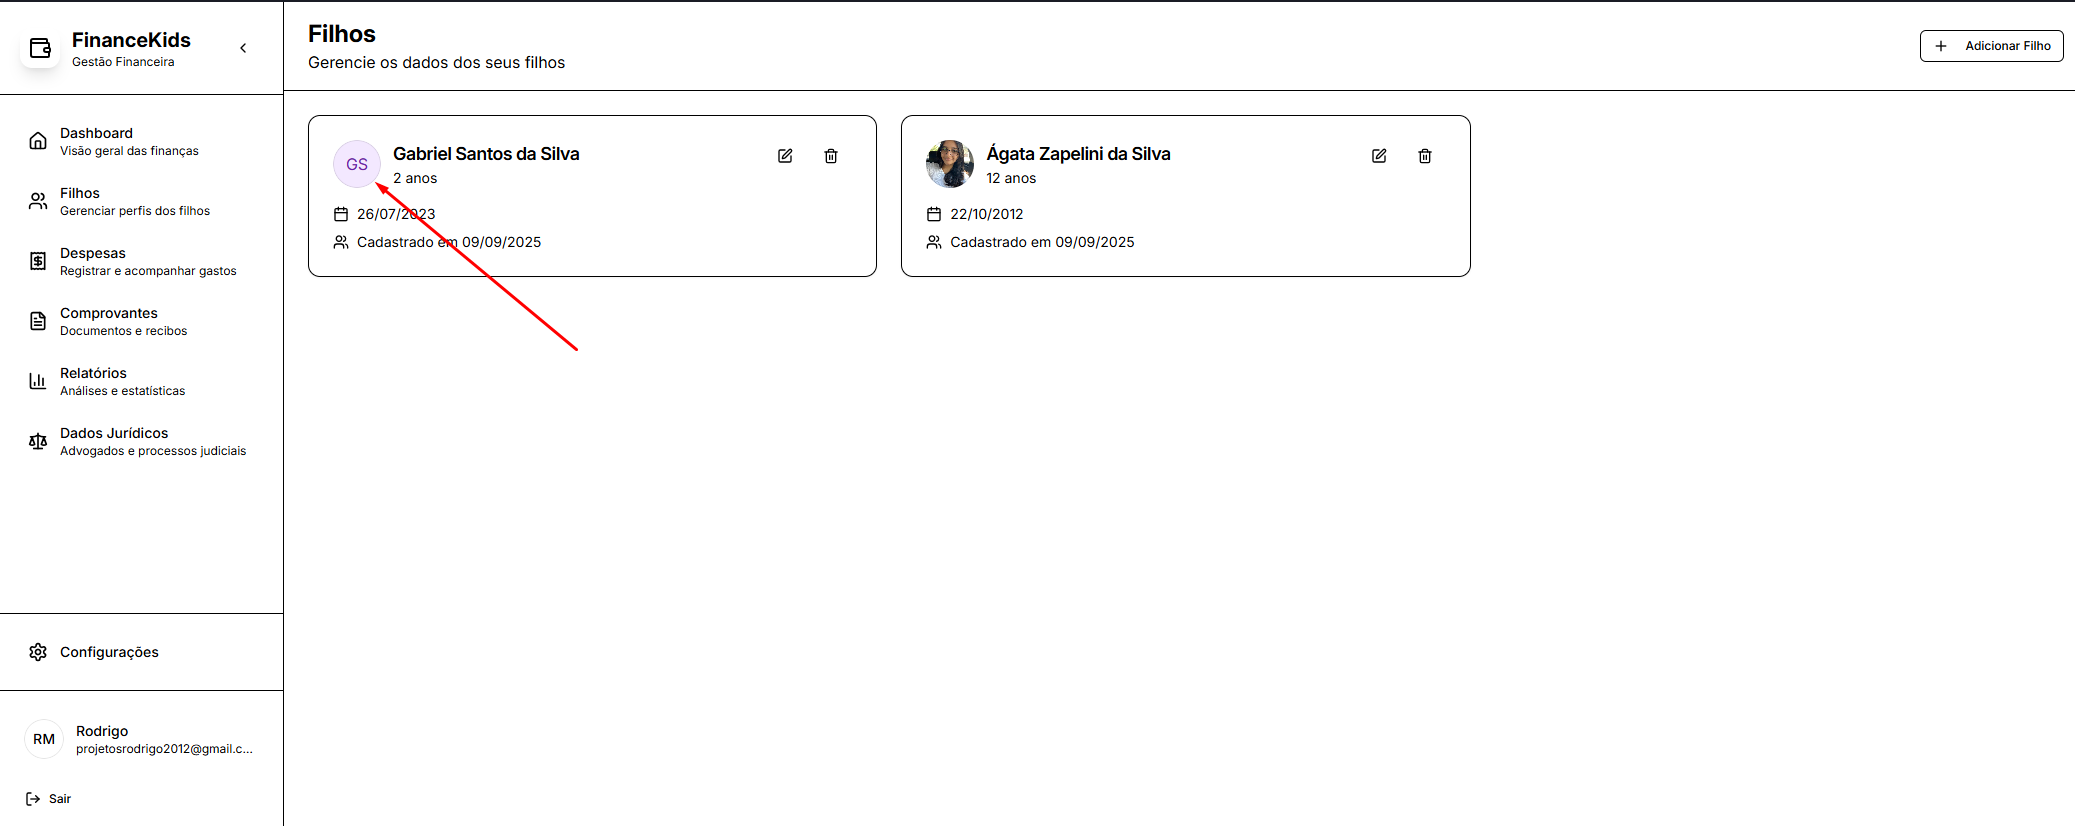 FinanceKids
Gestão Financeira
Dashboard
Visão geral das finanças
Filhos
Gerenciar perfis dos filhos
Despesas
Registrar e acompanhar gastos
Comprovantes
Documentos e recibos
Relatórios
Análises e estatísticas
Dados Jurídicos
Advogados e processos judiciais
Configurações
RM
Rodrigo
projetosrodrigo2012@gmail.c...
Sair
Filhos
Gerencie os dados dos seus filhos
Adicionar Filho
GS
Gabriel Santos da Silva
2 anos
26/07/2023
Cadastrado em 09/09/2025
Ágata Zapelini da Silva
12 anos
22/10/2012
Cadastrado em 09/09/2025